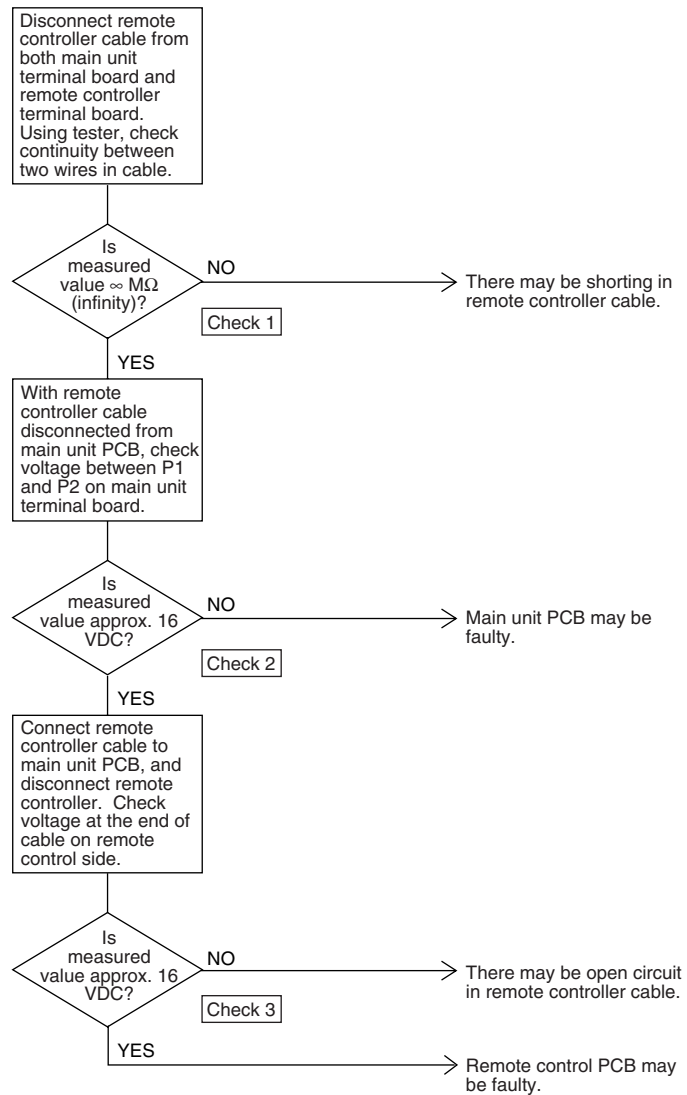 Disconnect remote
controller cable from
both main unit
terminal board and
remote controller
terminal board.
Using tester, check
continuity between
two wires in cable.
Is
measured
value ∞ MΩ
(infinity)?
NO
There may be shorting in
remote controller cable.
Check 1
YES
With remote
controller cable
disconnected from
main unit PCB, check
voltage between P1
and P2 on main unit
terminal board.
Is
measured
value approx. 16
VDC?
NO
Main unit PCB may be
faulty.
Check 2
YES
Connect remote
controller cable to
main unit PCB, and
disconnect remote
controller. Check
voltage at the end of
cable on remote
control side.
Is
measured
value approx. 16
VDC?
NO
There may be open circuit
in remote controller cable.
Check 3
YES
Remote control PCB may
be faulty.